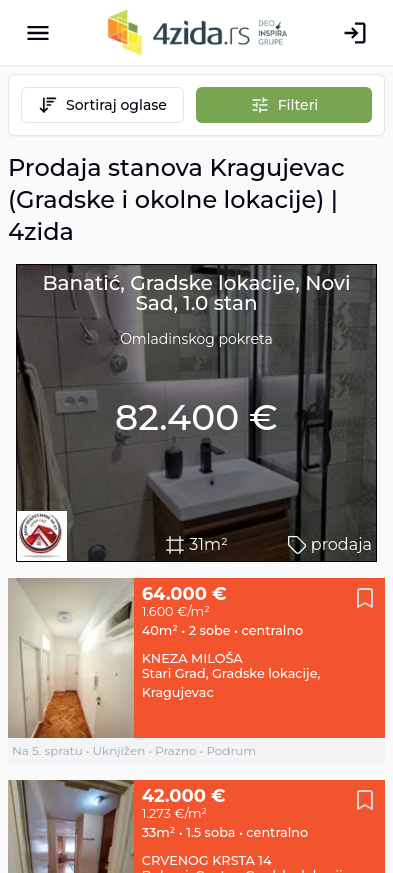 4zida.rs DEO INSPIRA GRUPE
Sortiraj oglase
Filteri
Prodaja stanova Kragujevac
(Gradske i okolne lokacije) |
4zida
Banatić, Gradske lokacije, Novi
Sad, 1.0 stan
Omladinskog pokreta
82.400 €
31m²
prodaja
64.000 €
1.600 €/m²
40m² • 2 sobe • centralno
KNEZA MILOŠA
Stari Grad, Gradske lokacije,
Kragujevac
Na 5. spratu • Uknjižen • Prazno • Podrum
42.000 €
1.273 €/m²
33m² • 1.5 soba • centralno
CRVENOG KRSTA 14